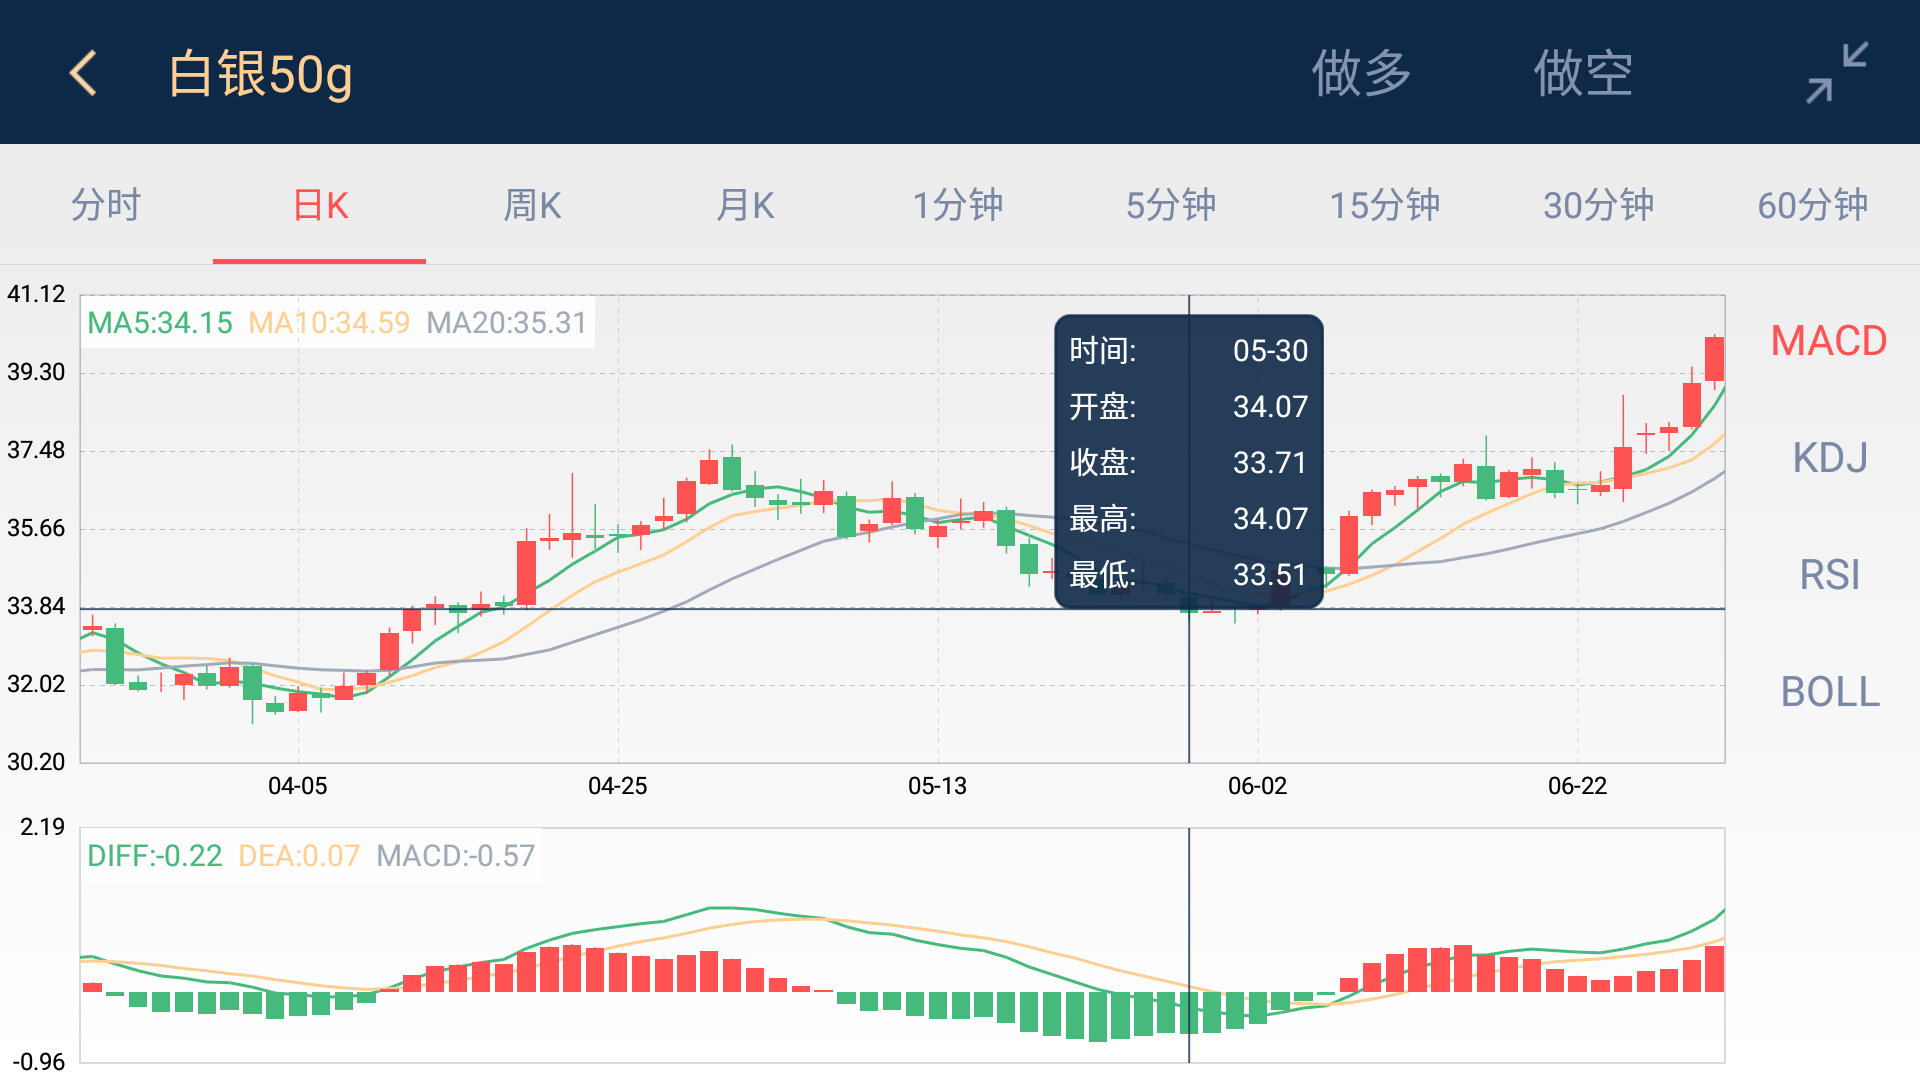 白银50g 做多 做空
分时 日K 周K 月K 1分钟 5分钟 15分钟 30分钟 60分钟
41.12
MA5:34.15 MA10:34.59 MA20:35.31
39.30
37.48
35.66
33.84
32.02
30.20
时间: 05-30
开盘: 34.07
收盘: 33.71
最高: 34.07
最低: 33.51
04-05 04-25 05-13 06-02 06-22
MACD
KDJ
RSI
BOLL
2.19
DIFF:-0.22 DEA:0.07 MACD:-0.57
-0.96